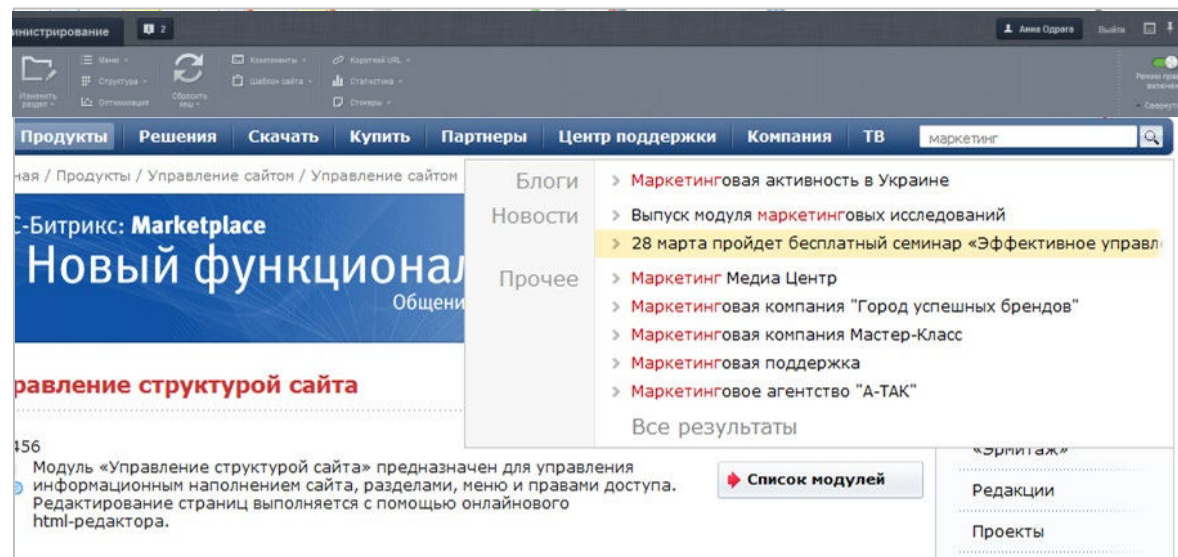 инистрирование
2
Анна Одрага
Выйти
Изменить
раздел
Меню
Структура
Оптимизация
Сбросить
кеш
Компоненты
Шаблон сайта
Короткий URL
Статистика
Стикеры
Режим прав
включен
Свернуть
Продукты Решения Скачать Купить Партнеры Центр поддержки Компания ТВ маркетинг
ная / Продукты / Управление сайтом / Управление сайтом
С-Битрикс: Marketplace
Новый функционал
Общени
Блоги
Маркетинговая активность в Украине
Новости
Выпуск модуля маркетинговых исследований
28 марта пройдет бесплатный семинар «Эффективное управл
Прочее
Маркетинг Медиа Центр
Маркетинговая компания "Город успешных брендов"
Маркетинговая компания Мастер-Класс
Маркетинговая поддержка
Маркетинговое агентство "А-ТАК"
Все результаты
равление структурой сайта
456
Модуль «Управление структурой сайта» предназначен для управления
информационным наполнением сайта, разделами, меню и правами доступа.
Редактирование страниц выполняется с помощью онлайнового
html-редактора.
Список модулей
«Эрмитаж»
Редакции
Проекты